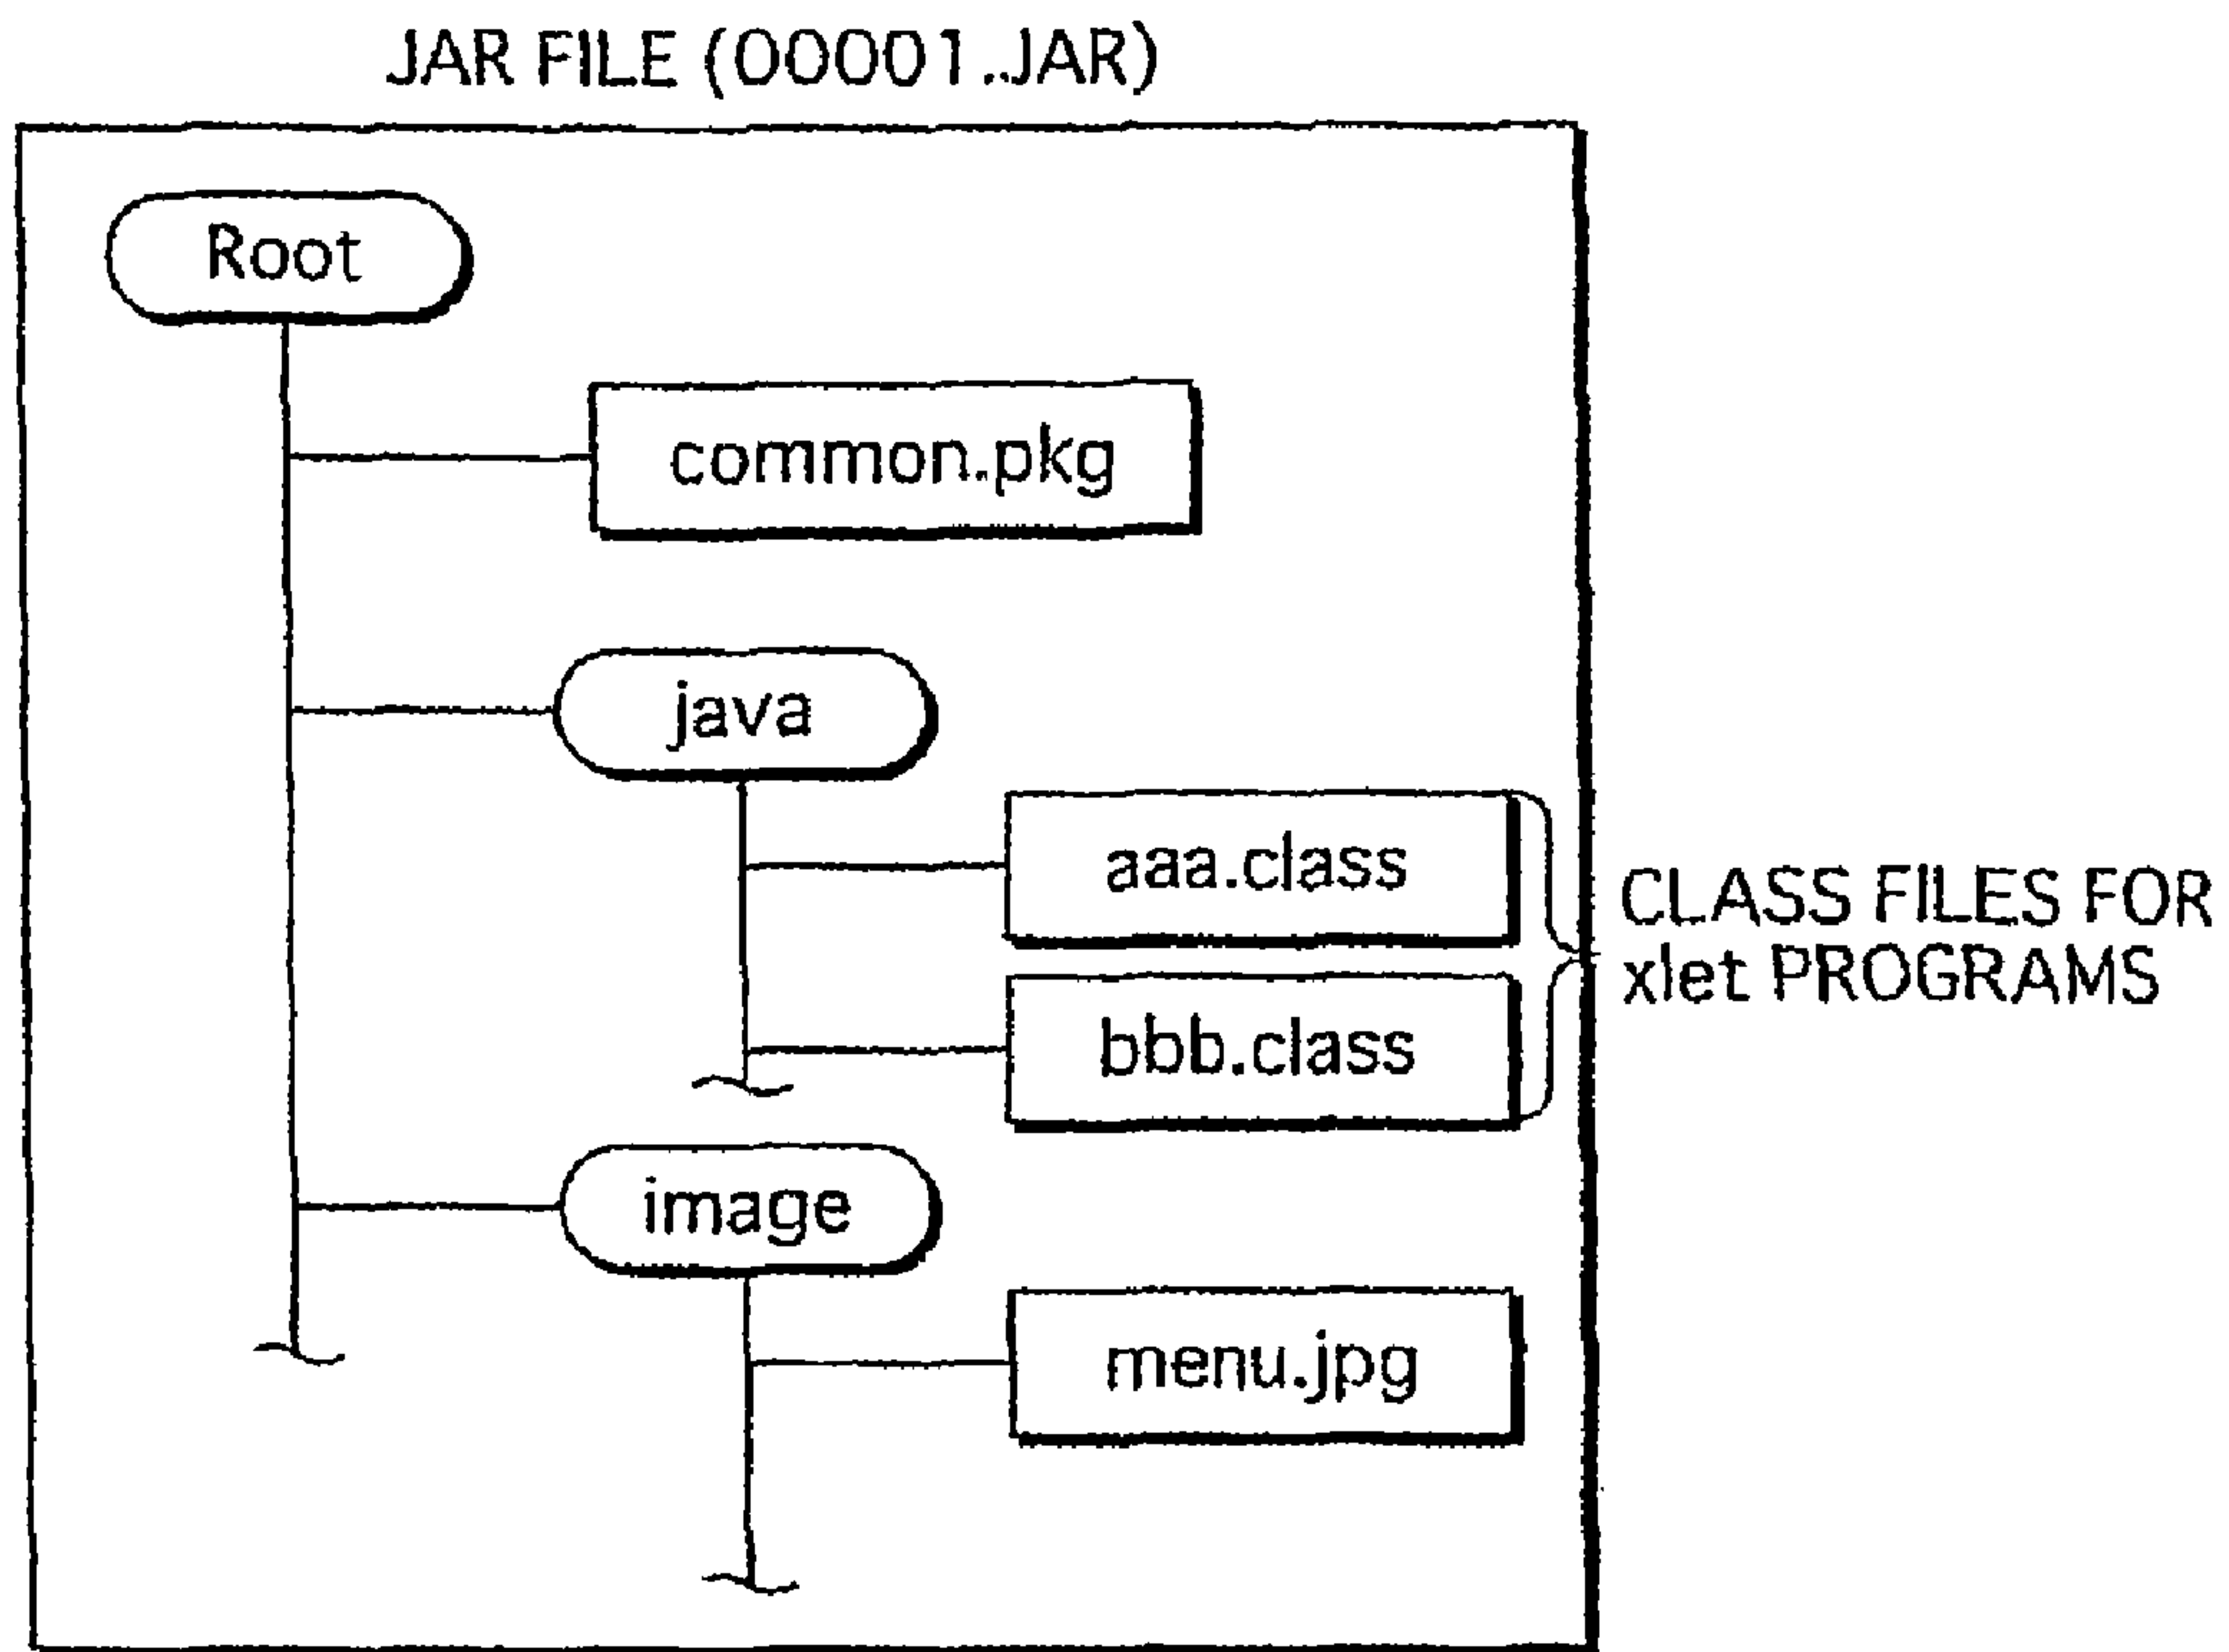 JAR FILE (00001.JAR)
Root
common.pkg
java
aaa.class
bbb.class
CLASS FILES FOR
xlet PROGRAMS
image
menu.jpg